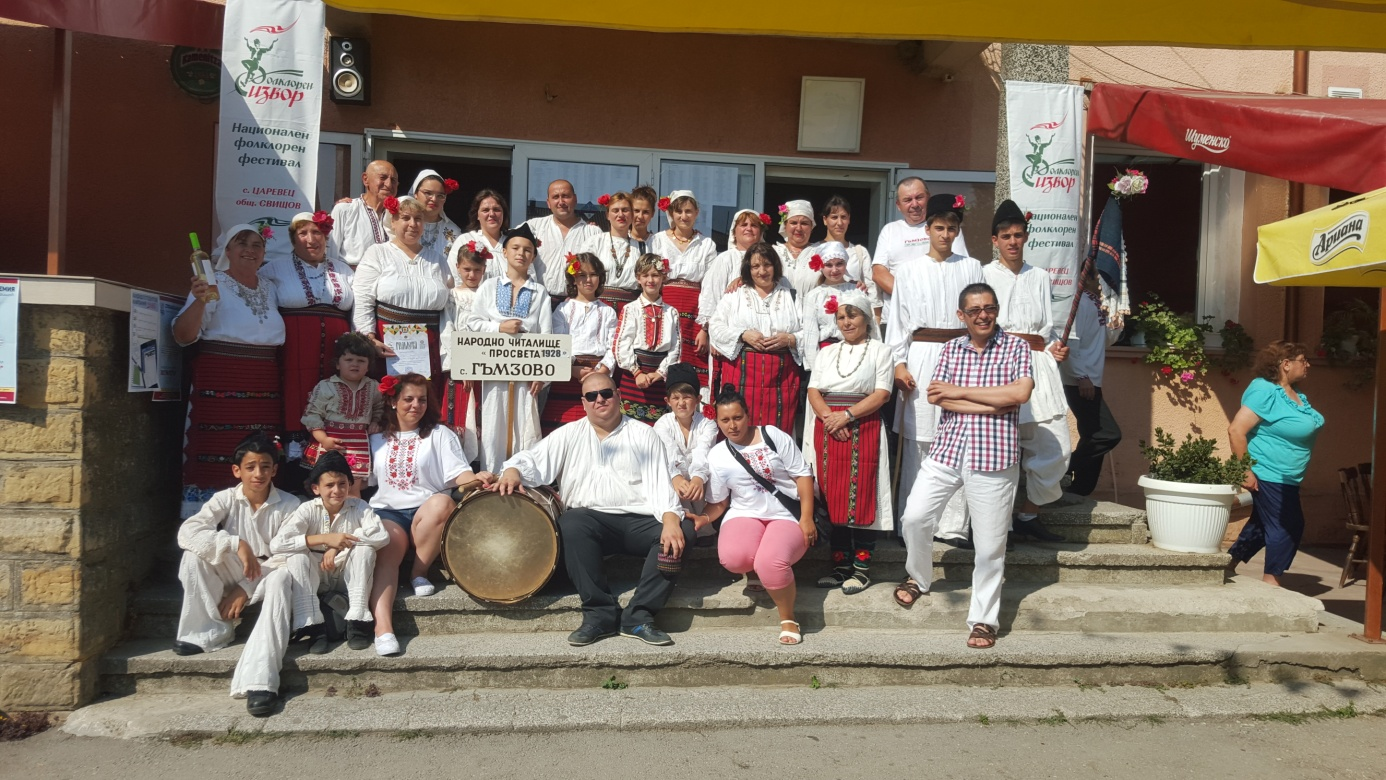 Фолклорен
извор
Национален
фолклорен
фестивал
с. ЦАРЕВЕЦ
общ. СВИЩОВ
НАРОДНО ЧИТАЛИЩЕ
"ПРОСВЕТА 1928"
с. ГЪМЗОВО
Фолклорен
извор
Национален
фолклорен
фестивал
Шуменско
Ариана